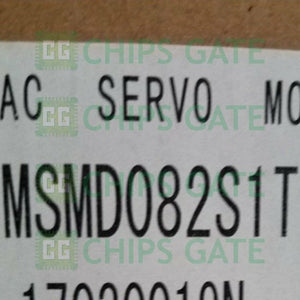 CHIPS GATE
AC SERVO MO
CHIPS GATE
MSMD082S1T
CHIPS GATE